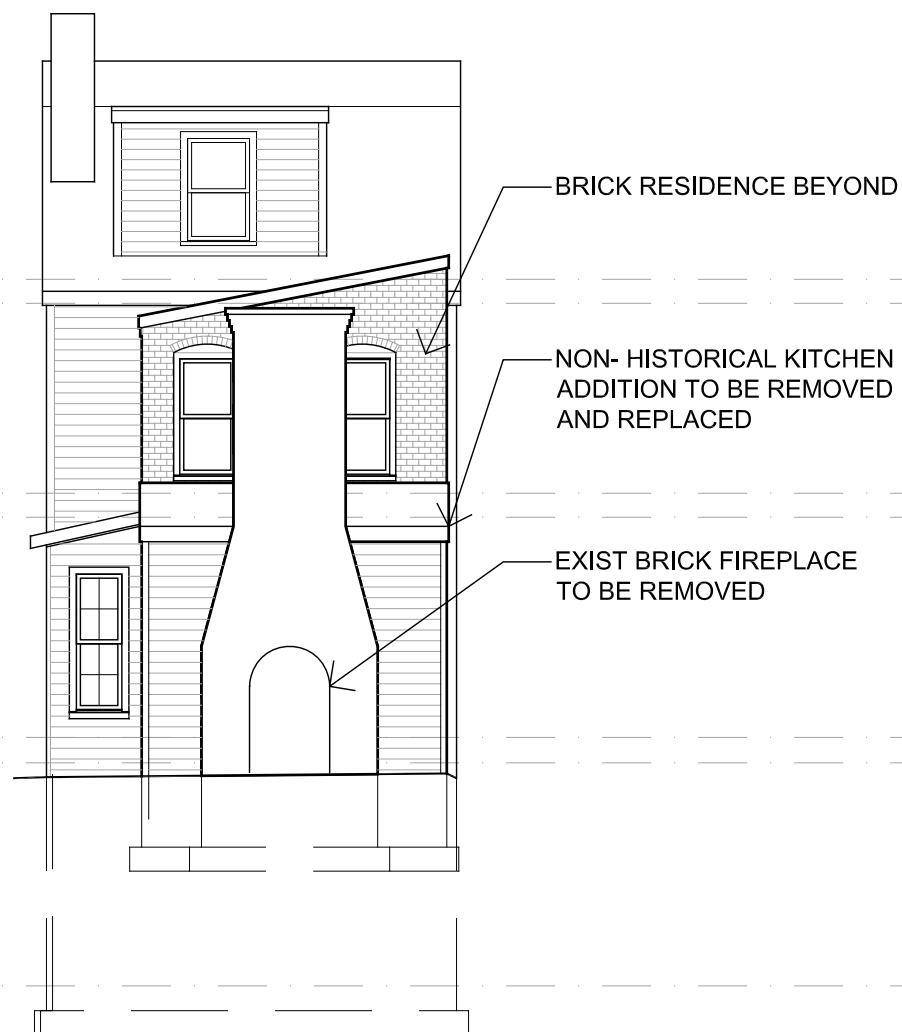 BRICK RESIDENCE BEYOND
NON- HISTORICAL KITCHEN
ADDITION TO BE REMOVED
AND REPLACED
EXIST BRICK FIREPLACE
TO BE REMOVED